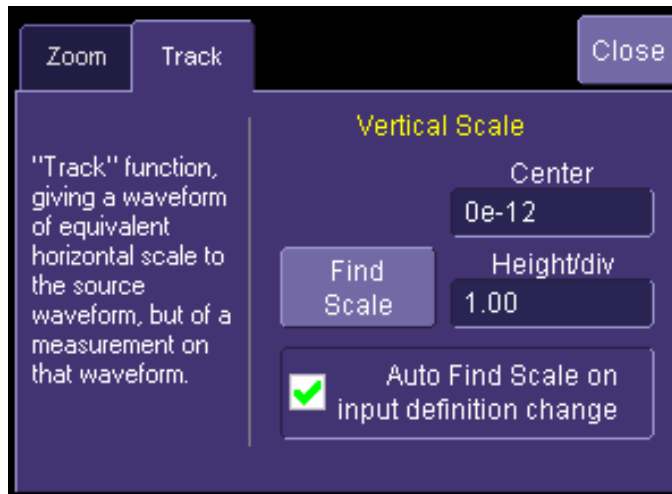 Zoom
Track
Close
"Track" function,
giving a waveform
of equivalent
horizontal scale to
the source
waveform, but of a
measurement on
that waveform.
Vertical Scale
Center
0e-12
Find
Scale
Height/div
1.00
Auto Find Scale on
input definition change